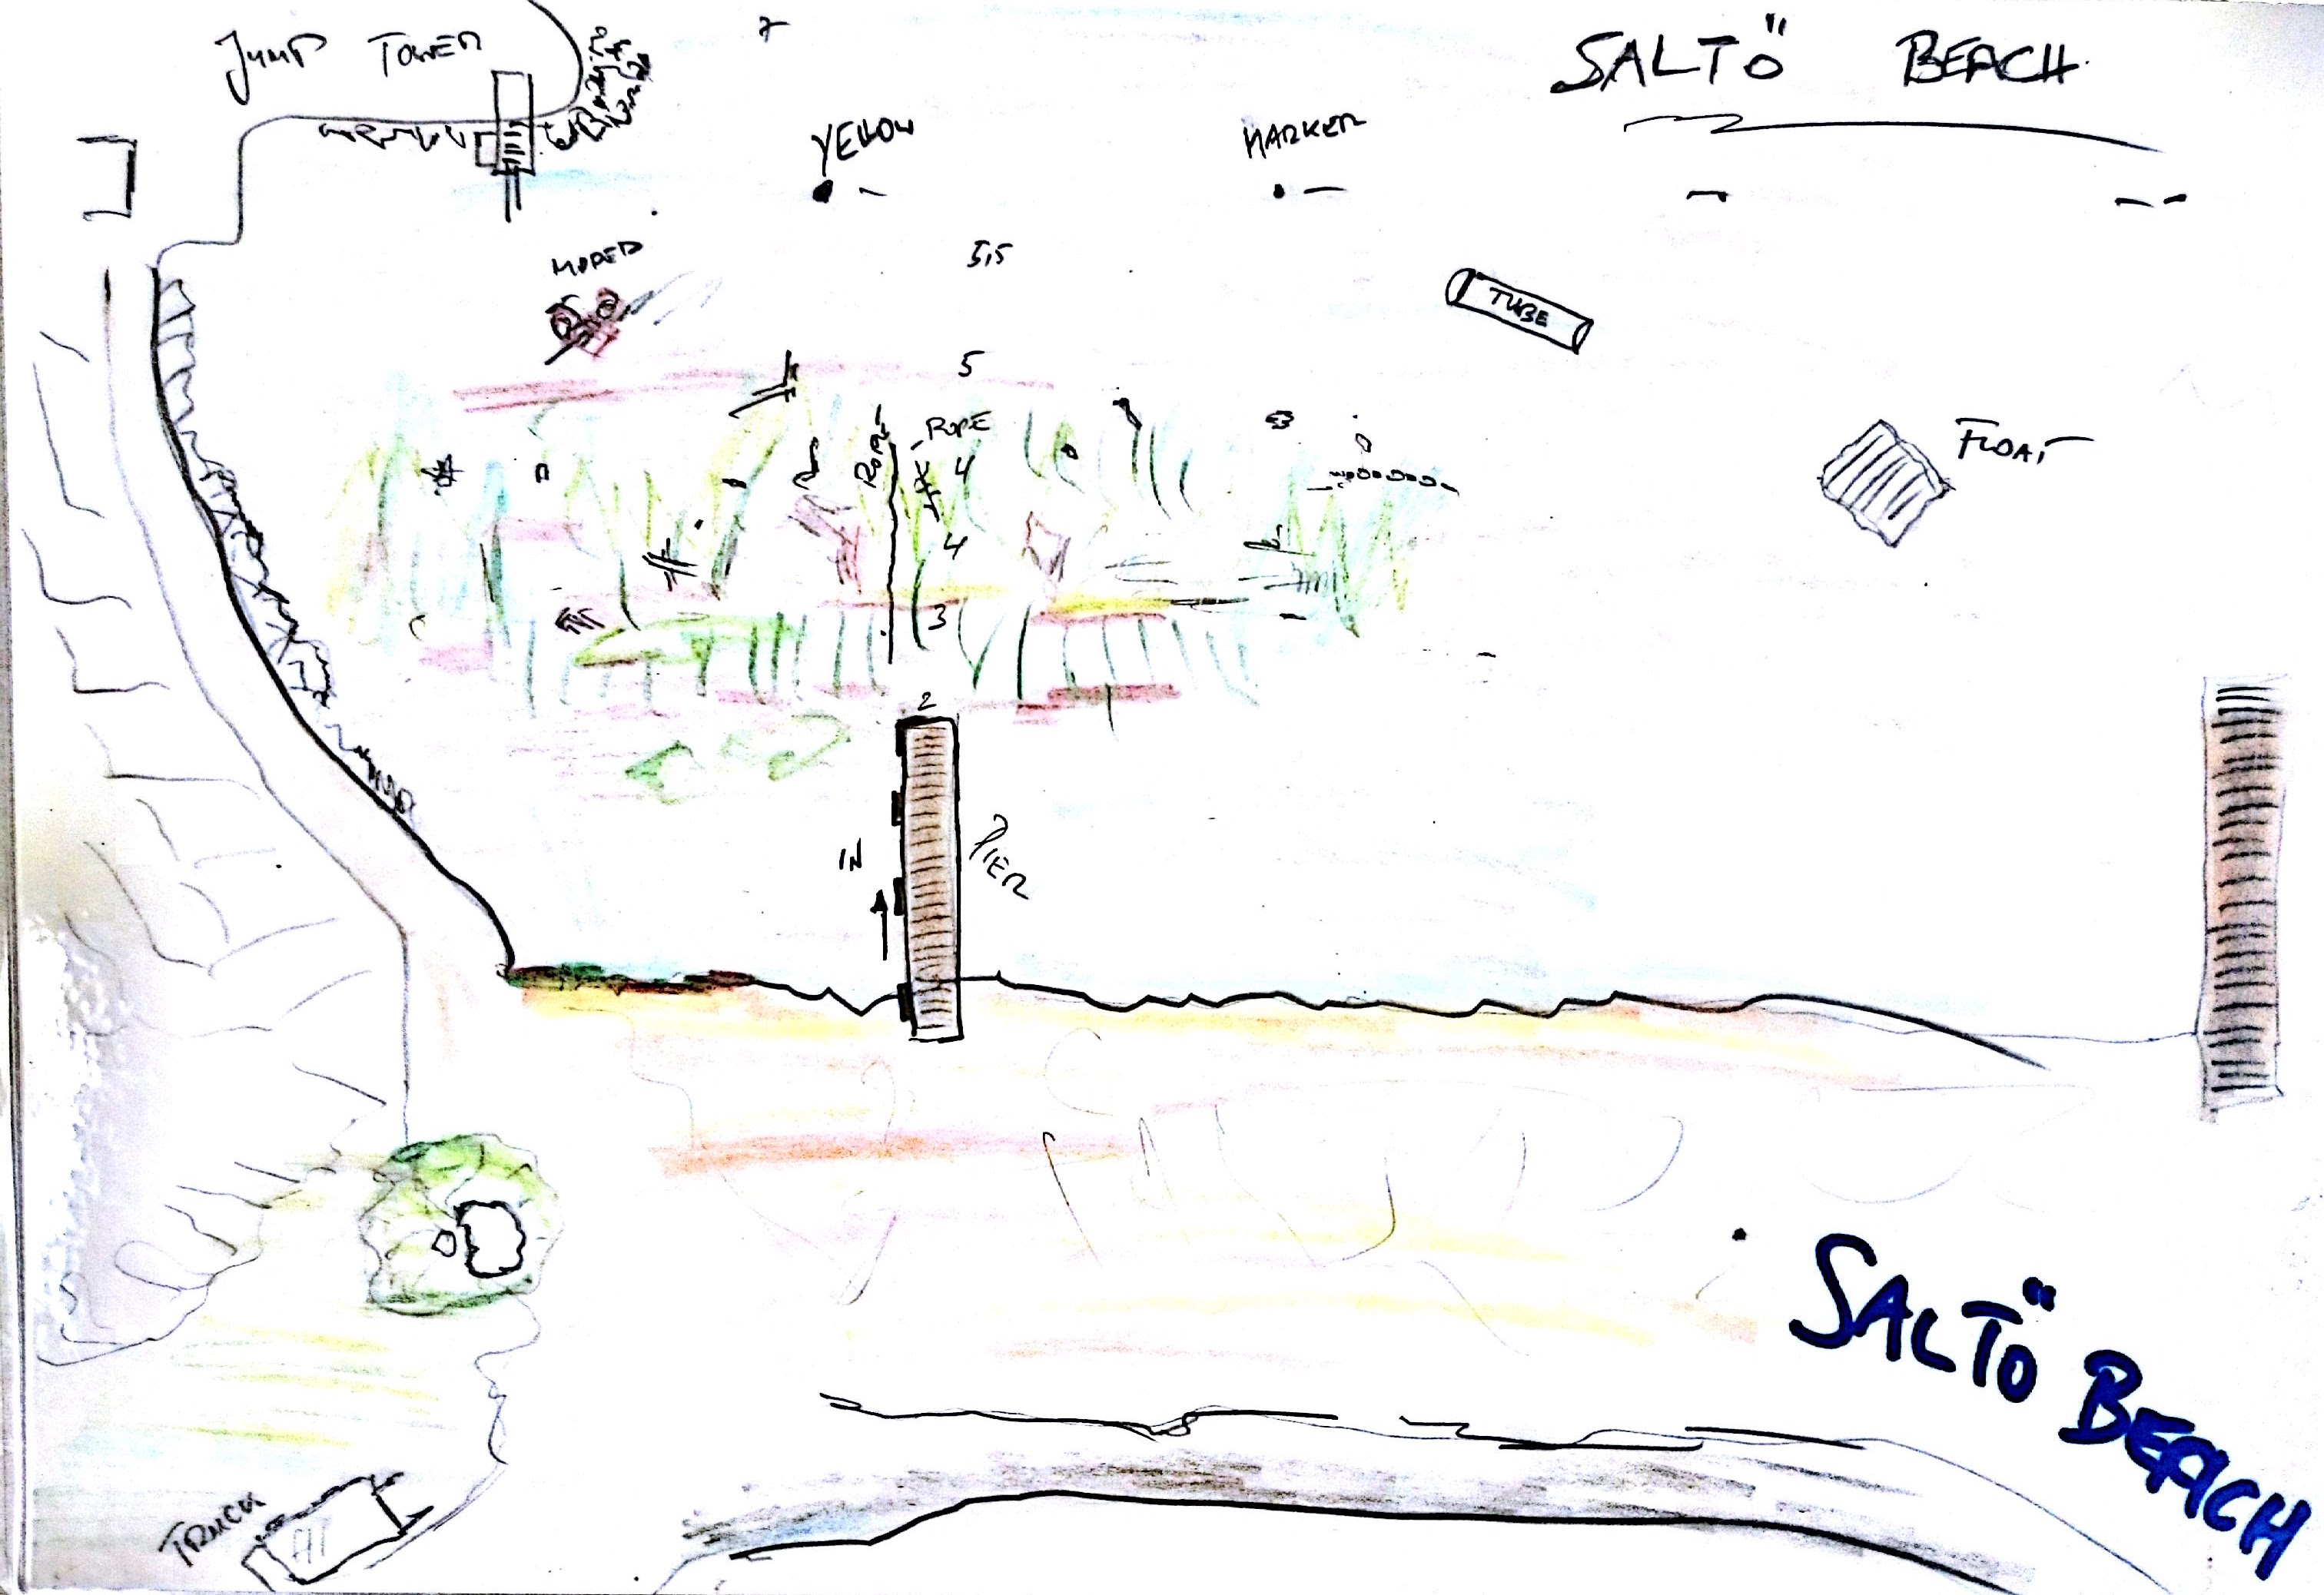 JUMP TOWER
7
SALTÖ BEACH
YELLOW
MARKER
MOPED
5,5
TUBE
5
ROPE
ROPE
4
FLOAT
4
3
2
IN
PIER
SALTÖ BEACH
TRUCK